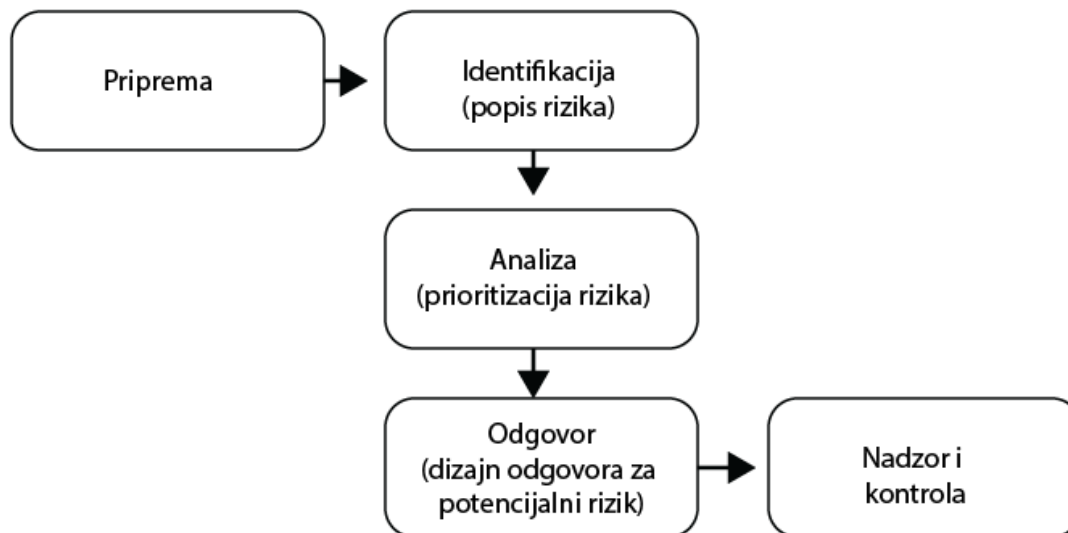 Priprema
Identifikacija
(popis rizika)
Analiza
(prioritizacija rizika)
Odgovor
(dizajn odgovora za
potencijalni rizik)
Nadzor i
kontrola